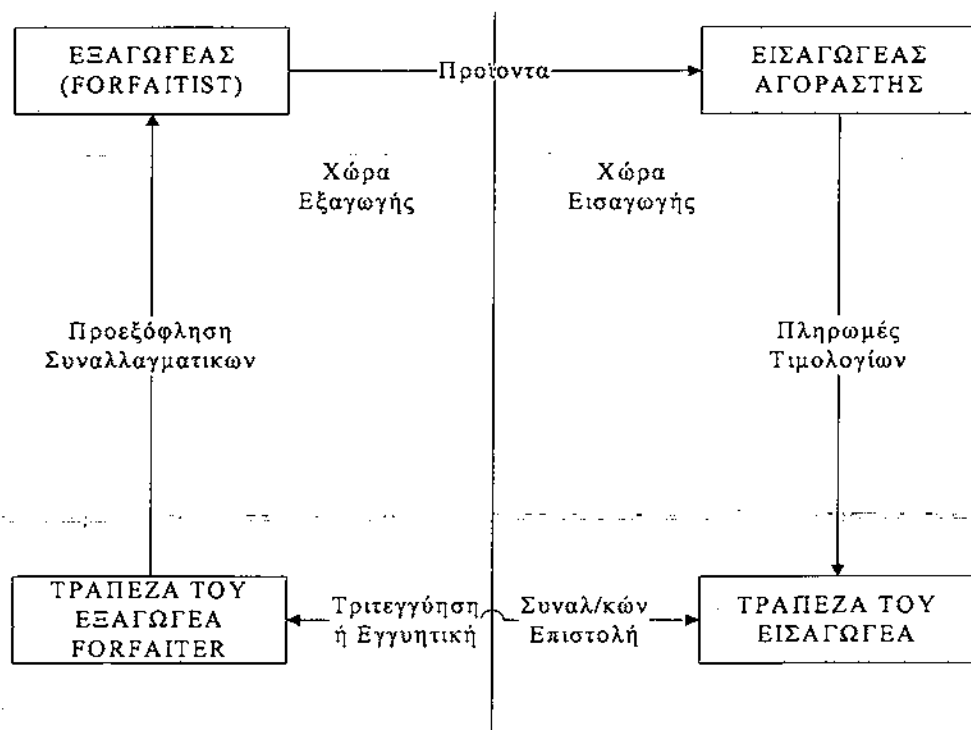 ΕΞΑΓΩΓΕΑΣ
(FORFAITIST)
Προϊοντα
ΕΙΣΑΓΩΓΕΑΣ
ΑΓΟΡΑΣΤΗΣ
Χώρα
Εξαγωγής
Χώρα
Εισαγωγής
Προεξόφληση
Συναλλαγματικων
Πληρωμές
Τιμολογίων
ΤΡΑΠΕΖΑ ΤΟΥ
ΕΞΑΓΩΓΕΑ
FORFAITER
Τριτεγγύηση Συναλ/κών
ή Εγγυητική Επιστολή
ΤΡΑΠΕΖΑ ΤΟΥ
ΕΙΣΑΓΩΓΕΑ